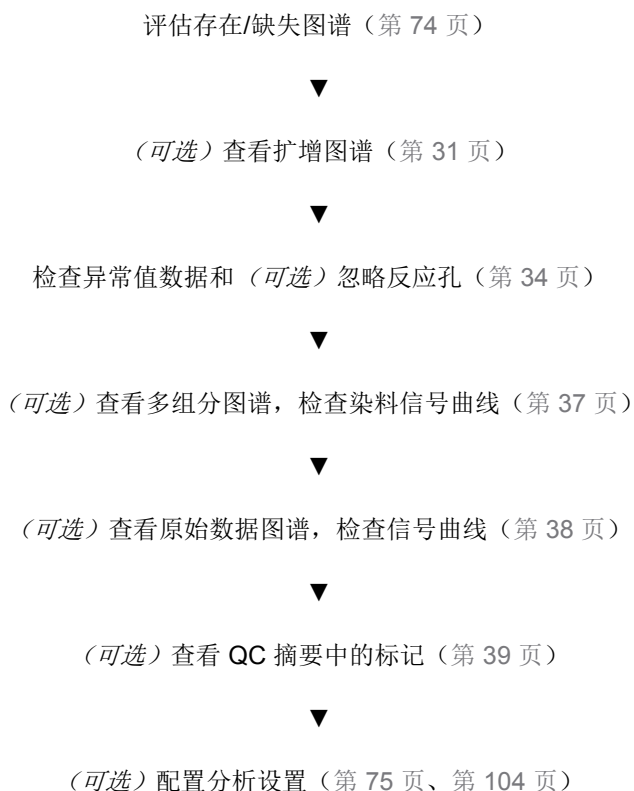 评估存在/缺失图谱（第 74 页）
▼
（可选）查看扩增图谱（第 31 页）
▼
检查异常值数据和（可选）忽略反应孔（第 34 页）
▼
（可选）查看多组分图谱，检查染料信号曲线（第 37 页）
▼
（可选）查看原始数据图谱，检查信号曲线（第 38 页）
▼
（可选）查看 QC 摘要中的标记（第 39 页）
▼
（可选）配置分析设置（第 75 页、第 104 页）